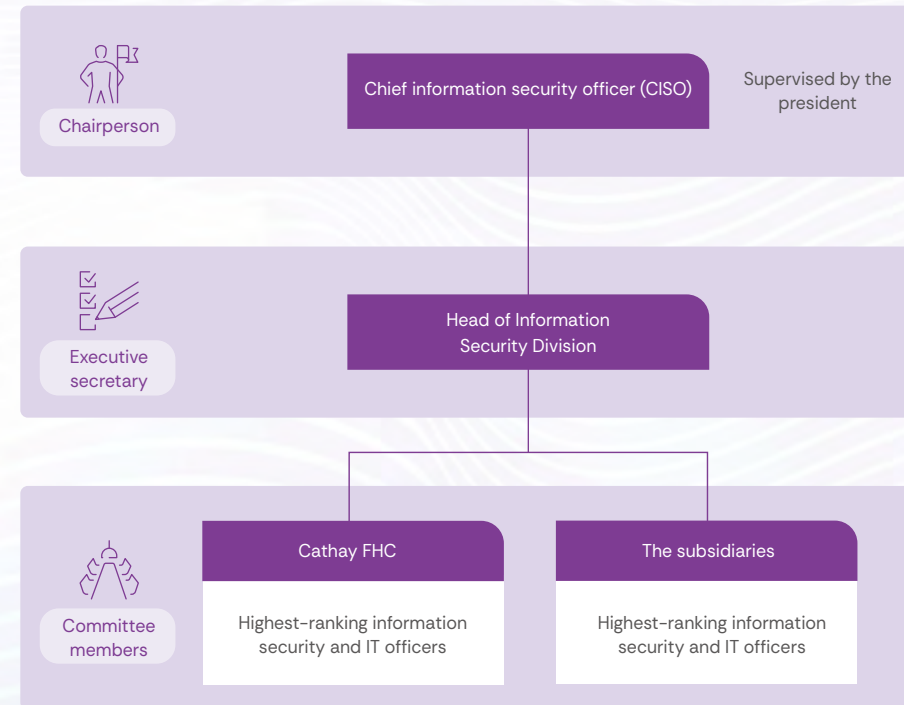 Chairperson
Chief information security officer (CISO)
Supervised by the
president
Executive
secretary
Head of Information
Security Division
Committee
members
Cathay FHC
Highest-ranking information
security and IT officers
The subsidiaries
Highest-ranking information
security and IT officers